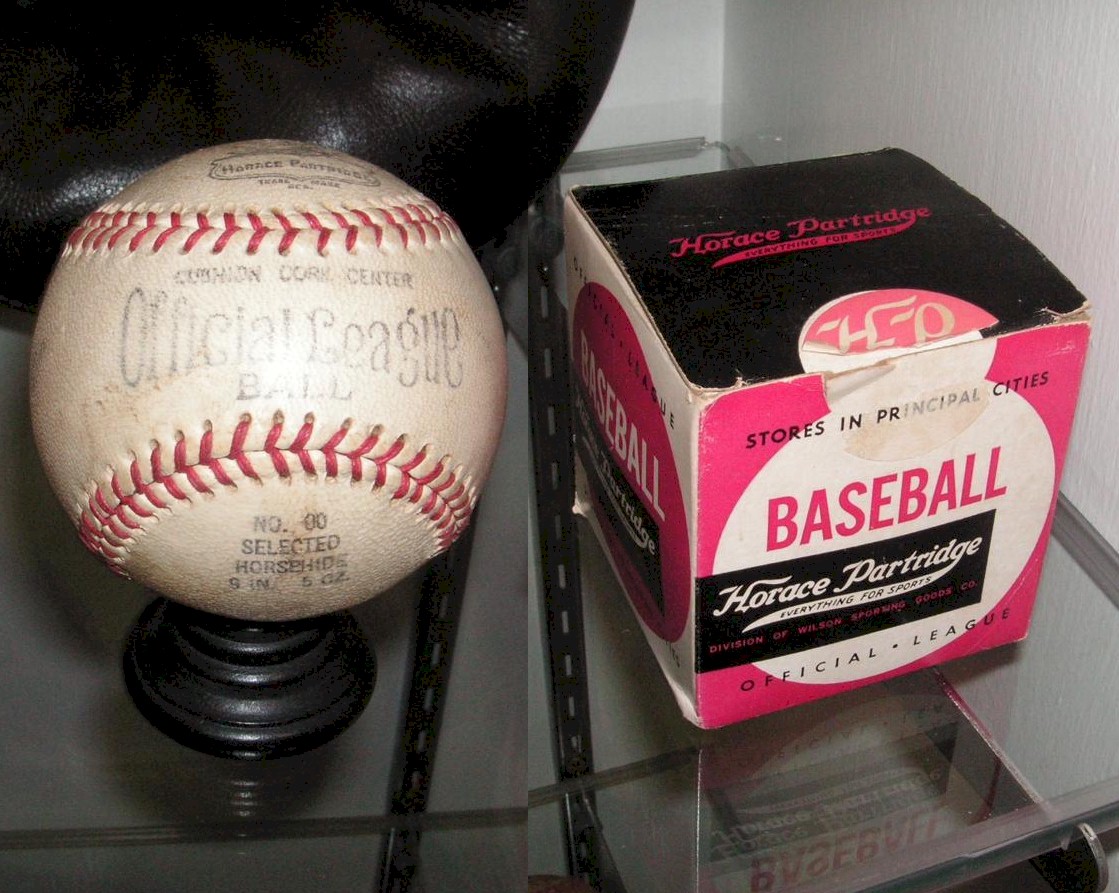 HORACE PARTRIDGE
TRADE MARK
REG.
CUSHION CORK CENTER
Official League
BALL
NO. 00
SELECTED
HORSEHIDE
9 IN. 5 OZ.
Horace Partridge
EVERYTHING FOR SPORTS
H-P
STORES IN PRINCIPAL CITIES
BASEBALL
Horace Partridge
EVERYTHING FOR SPORTS
DIVISION OF WILSON SPORTING GOODS CO.
OFFICIAL • LEAGUE
OFFICIAL • LEAGUE
BASEBALL
Horace Partridge
BASEBALL